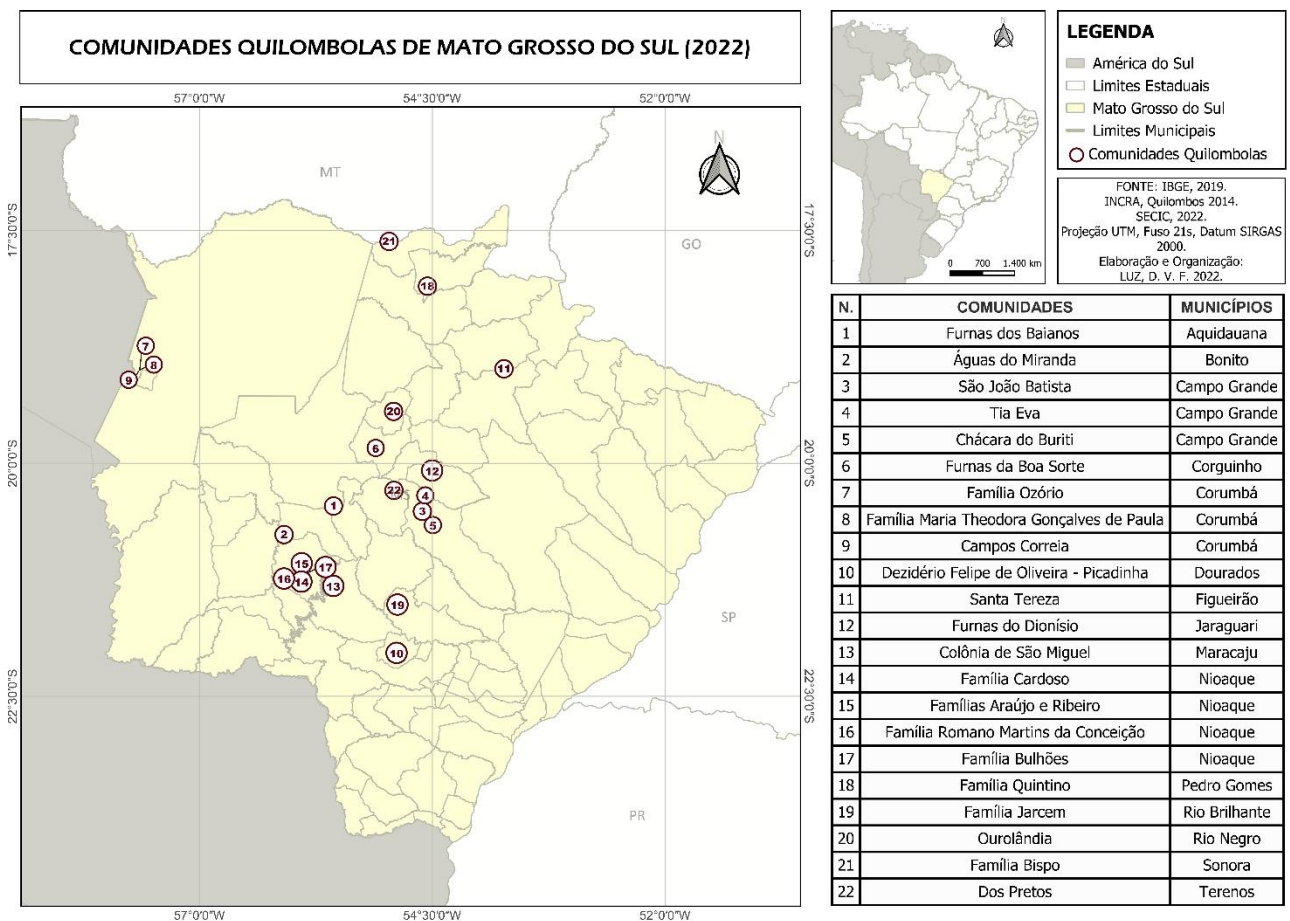 COMUNIDADES QUILOMBOLAS DE MATO GROSSO DO SUL (2022)
57°0'0"W 54°30'0"W 52°0'0"W
N
MT
17°30'0"S 17°30'0"S
21
GO
18
7
8
9
11
20
6
20°0'0"S 20°0'0"S
12
22
4
1
3
5
2
15
17
16
14
13
19
SP
10
22°30'0"S 22°30'0"S
PR
57°0'0"W 54°30'0"W 52°0'0"W
N
0 700 1.400 km
LEGENDA
América do Sul
Limites Estaduais
Mato Grosso do Sul
Limites Municipais
Comunidades Quilombolas
FONTE: IBGE, 2019.
INCRA, Quilombos 2014.
SECIC, 2022.
Projeção UTM, Fuso 21s, Datum SIRGAS
2000.
Elaboração e Organização:
LUZ, D. V. F. 2022.
N. COMUNIDADES MUNICÍPIOS
1 Furnas dos Baianos Aquidauana
2 Águas do Miranda Bonito
3 São João Batista Campo Grande
4 Tia Eva Campo Grande
5 Chácara do Buriti Campo Grande
6 Furnas da Boa Sorte Corguinho
7 Família Ozório Corumbá
8 Família Maria Theodora Gonçalves de Paula Corumbá
9 Campos Correia Corumbá
10 Dezidério Felipe de Oliveira - Picadinha Dourados
11 Santa Tereza Figueirão
12 Furnas do Dionísio Jaraguari
13 Colônia de São Miguel Maracaju
14 Família Cardoso Nioaque
15 Famílias Araújo e Ribeiro Nioaque
16 Família Romano Martins da Conceição Nioaque
17 Família Bulhões Nioaque
18 Família Quintino Pedro Gomes
19 Família Jarcem Rio Brilhante
20 Ourolândia Rio Negro
21 Família Bispo Sonora
22 Dos Pretos Terenos